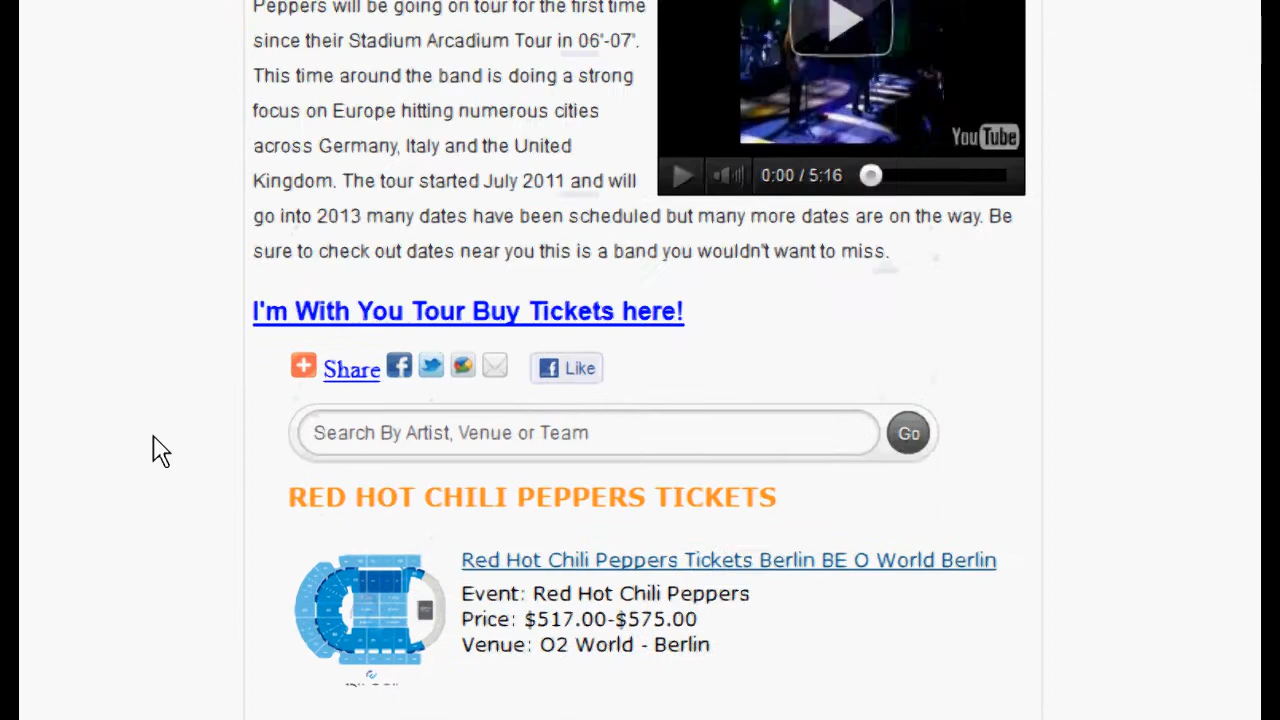 Peppers will be going on tour for the first time
since their Stadium Arcadium Tour in 06'-07'.
This time around the band is doing a strong
focus on Europe hitting numerous cities
across Germany, Italy and the United
Kingdom. The tour started July 2011 and will
go into 2013 many dates have been scheduled but many more dates are on the way. Be
sure to check out dates near you this is a band you wouldn't want to miss.
YouTube
0:00 / 5:16
I'm With You Tour Buy Tickets here!
Share
Like
Search By Artist, Venue or Team
Go
RED HOT CHILI PEPPERS TICKETS
Red Hot Chili Peppers Tickets Berlin BE O World Berlin
Event: Red Hot Chili Peppers
Price: $517.00-$575.00
Venue: O2 World - Berlin